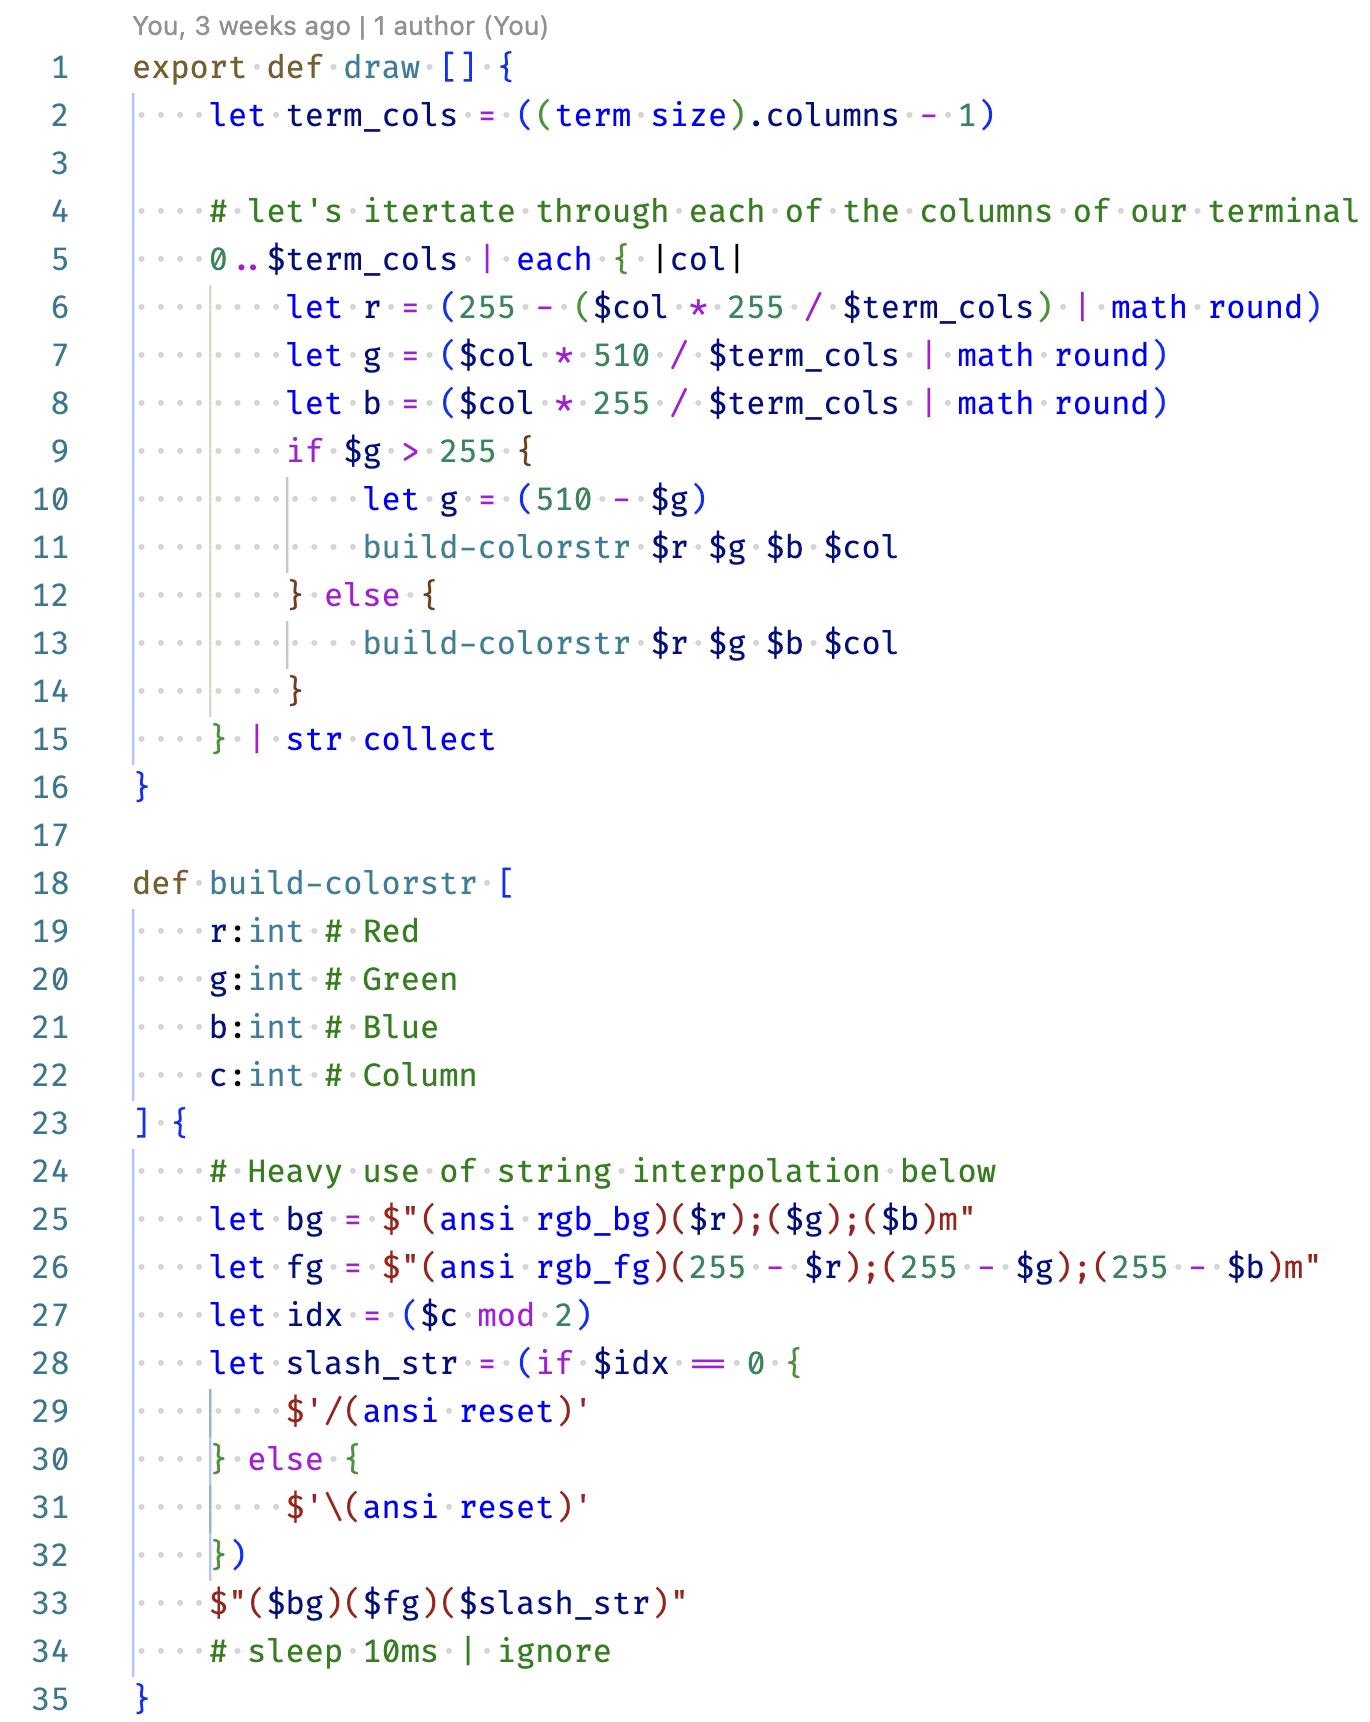 You, 3 weeks ago | 1 author (You)
1 export def draw [] {
2     let term_cols = ((term size).columns - 1)
3
4     # let's itertate through each of the columns of our terminal
5     0..$term_cols | each { |col|
6         let r = (255 - ($col * 255 / $term_cols) | math round)
7         let g = ($col * 510 / $term_cols | math round)
8         let b = ($col * 255 / $term_cols | math round)
9         if $g > 255 {
10             let g = (510 - $g)
11             build-colorstr $r $g $b $col
12         } else {
13             build-colorstr $r $g $b $col
14         }
15     } | str collect
16 }
17
18 def build-colorstr [
19     r:int # Red
20     g:int # Green
21     b:int # Blue
22     c:int # Column
23 ] {
24     # Heavy use of string interpolation below
25     let bg = $"(ansi rgb_bg)($r);($g);($b)m"
26     let fg = $"(ansi rgb_fg)(255 - $r);(255 - $g);(255 - $b)m"
27     let idx = ($c mod 2)
28     let slash_str = (if $idx == 0 {
29         $'/(ansi reset)'
30     } else {
31         $'\(ansi reset)'
32     })
33     $"($bg)($fg)($slash_str)"
34     # sleep 10ms | ignore
35 }